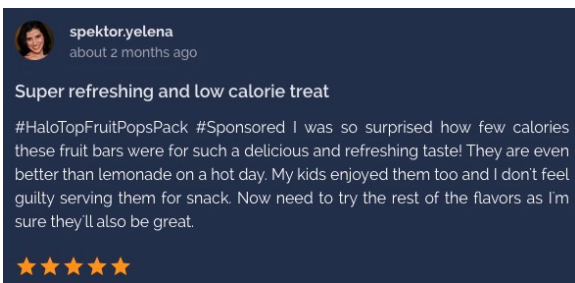 spektor.yelena
about 2 months ago
Super refreshing and low calorie treat
#HaloTopFruitPopsPack #Sponsored I was so surprised how few calories
these fruit bars were for such a delicious and refreshing taste! They are even
better than lemonade on a hot day. My kids enjoyed them too and I don't feel
guilty serving them for snack. Now need to try the rest of the flavors as I'm
sure they'll also be great.